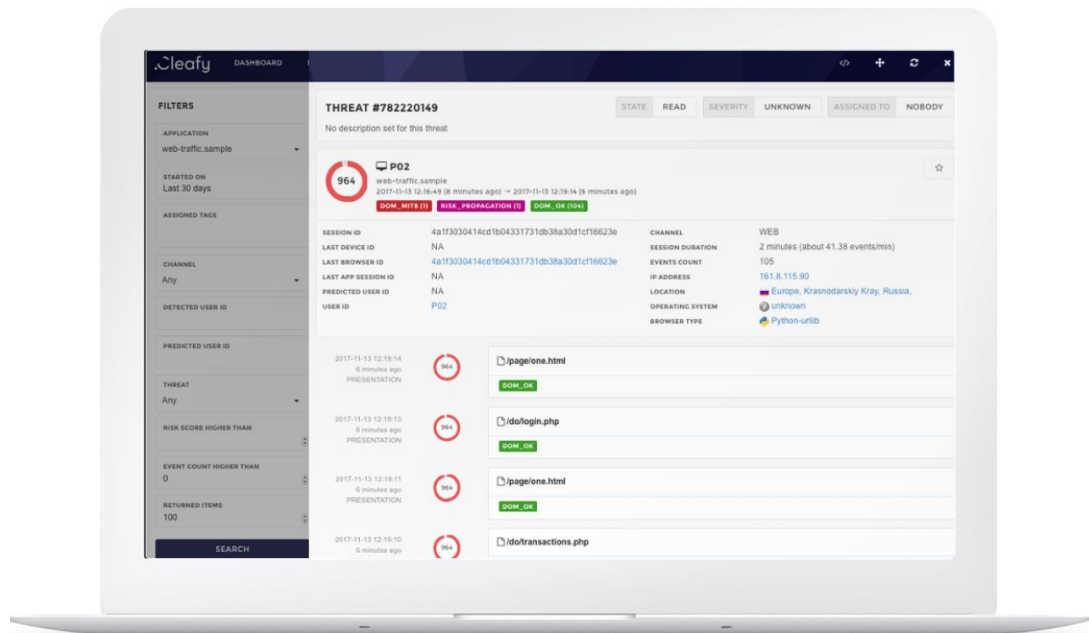 .Cleafy DASHBOARD
FILTERS
APPLICATION
web-traffic.sample
STARTED ON
Last 30 days
ASSIGNED TAGS
CHANNEL
Any
DETECTED USER ID
PREDICTED USER ID
THREAT
Any
RISK SCORE HIGHER THAN
EVENT COUNT HIGHER THAN
0
RETURNED ITEMS
100
SEARCH
THREAT #782220149
No description set for this threat
STATE READ SEVERITY UNKNOWN ASSIGNED TO NOBODY
964
P02
web-traffic.sample
2017-11-13 12:16:49 (8 minutes ago) → 2017-11-13 12:19:14 (6 minutes ago)
DOM_MITB (1) RISK_PROPAGATION (1) DOM_OK (104)
SESSION ID 4a1f3030414cd1b04331731db38a30d1cf16623e
LAST DEVICE ID NA
LAST BROWSER ID 4a1f3030414cd1b04331731db38a30d1cf16623e
LAST APP SESSION ID NA
PREDICTED USER ID NA
USER ID P02
CHANNEL WEB
SESSION DURATION 2 minutes (about 41.38 events/min)
EVENTS COUNT 105
IP ADDRESS 161.8.115.90
LOCATION Europe, Krasnodarskiy Kray, Russia,
OPERATING SYSTEM unknown
BROWSER TYPE Python-urllib
2017-11-13 12:19:14
6 minutes ago
PRESENTATION
964
/page/one.html
DOM_OK
2017-11-13 12:19:13
6 minutes ago
PRESENTATION
964
/do/login.php
DOM_OK
2017-11-13 12:19:11
6 minutes ago
PRESENTATION
964
/page/one.html
DOM_OK
2017-11-13 12:19:10
6 minutes ago
964
/do/transactions.php